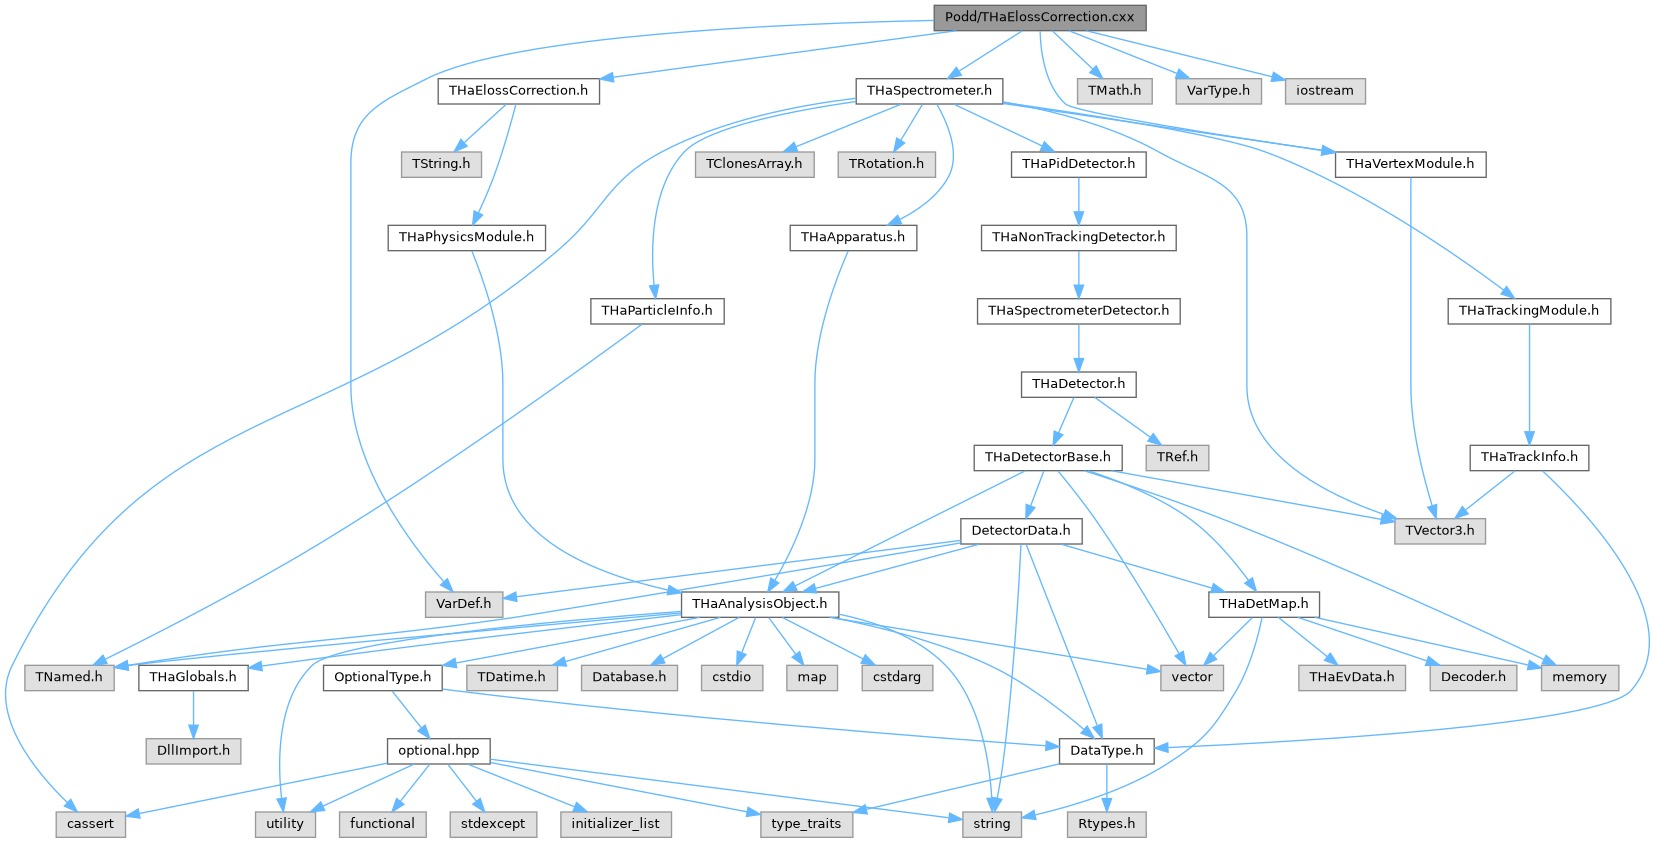 Podd/THaElossCorrection.cxx
THaElossCorrection.h
THaSpectrometer.h
TMath.h
VarType.h
iostream
TString.h
TClonesArray.h
TRotation.h
THaPidDetector.h
THaVertexModule.h
THaPhysicsModule.h
THaApparatus.h
THaNonTrackingDetector.h
THaParticleInfo.h
THaSpectrometerDetector.h
THaTrackingModule.h
THaDetector.h
THaDetectorBase.h
TRef.h
THaTrackInfo.h
DetectorData.h
TVector3.h
VarDef.h
THaAnalysisObject.h
THaDetMap.h
TNamed.h
THaGlobals.h
OptionalType.h
TDatime.h
Database.h
cstdio
map
cstdarg
vector
THaEvData.h
Decoder.h
memory
DllImport.h
optional.hpp
DataType.h
cassert
utility
functional
stdexcept
initializer_list
type_traits
string
Rtypes.h